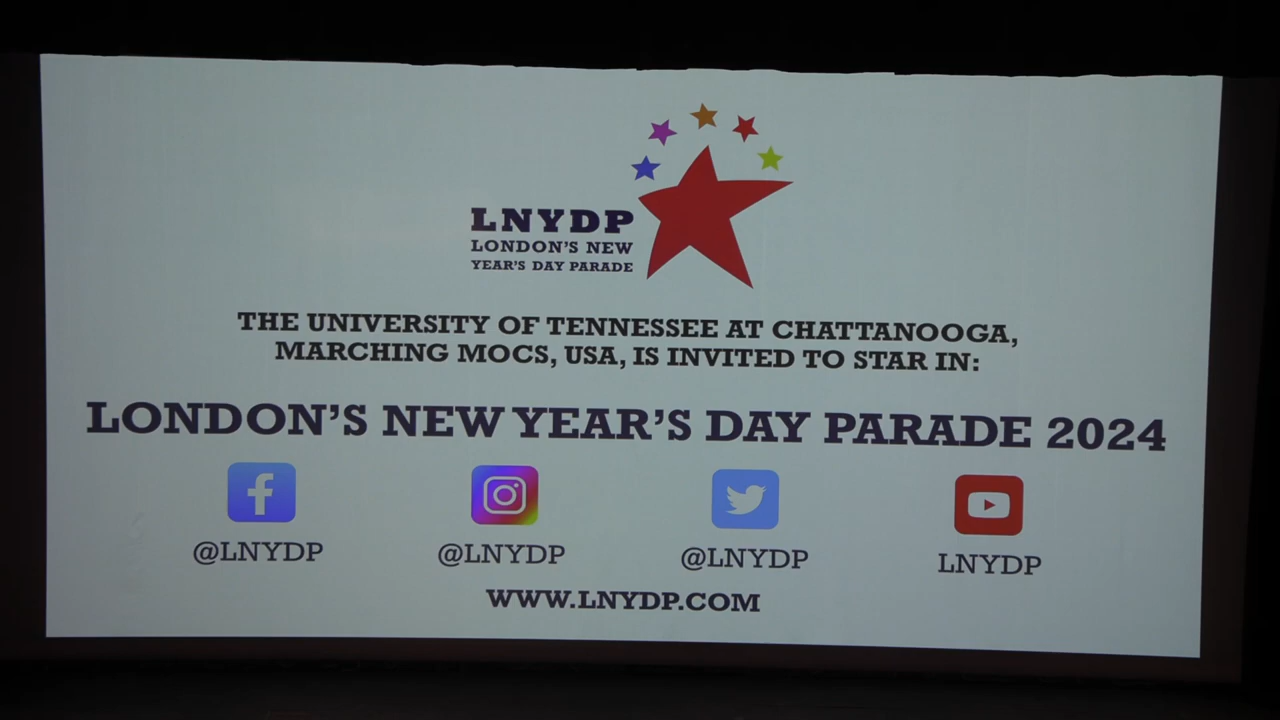 LNYDP
LONDON'S NEW
YEAR'S DAY PARADE
THE UNIVERSITY OF TENNESSEE AT CHATTANOOGA,
MARCHING MOCS, USA, IS INVITED TO STAR IN:
LONDON'S NEW YEAR'S DAY PARADE 2024
@LNYDP @LNYDP @LNYDP LNYDP
WWW.LNYDP.COM